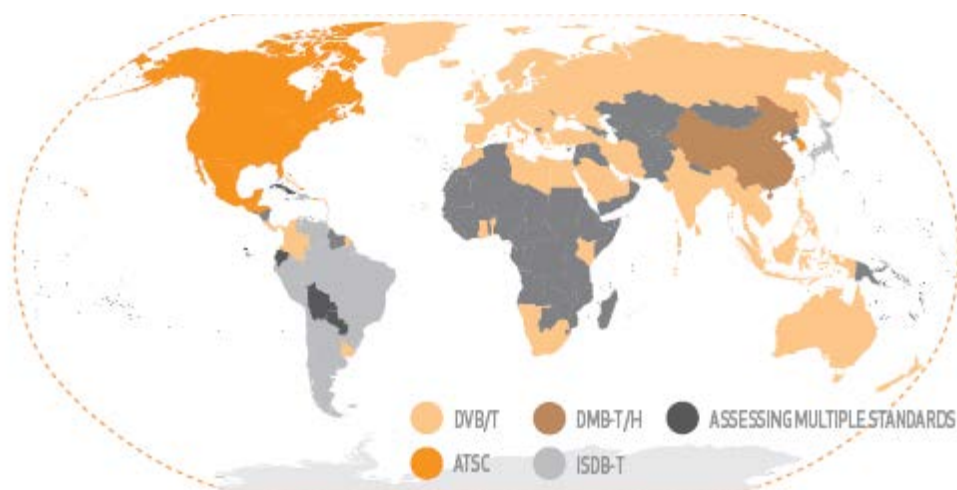 DVB/T DMB-T/H ASSESSING MULTIPLE STANDARDS
ATSC ISDB-T